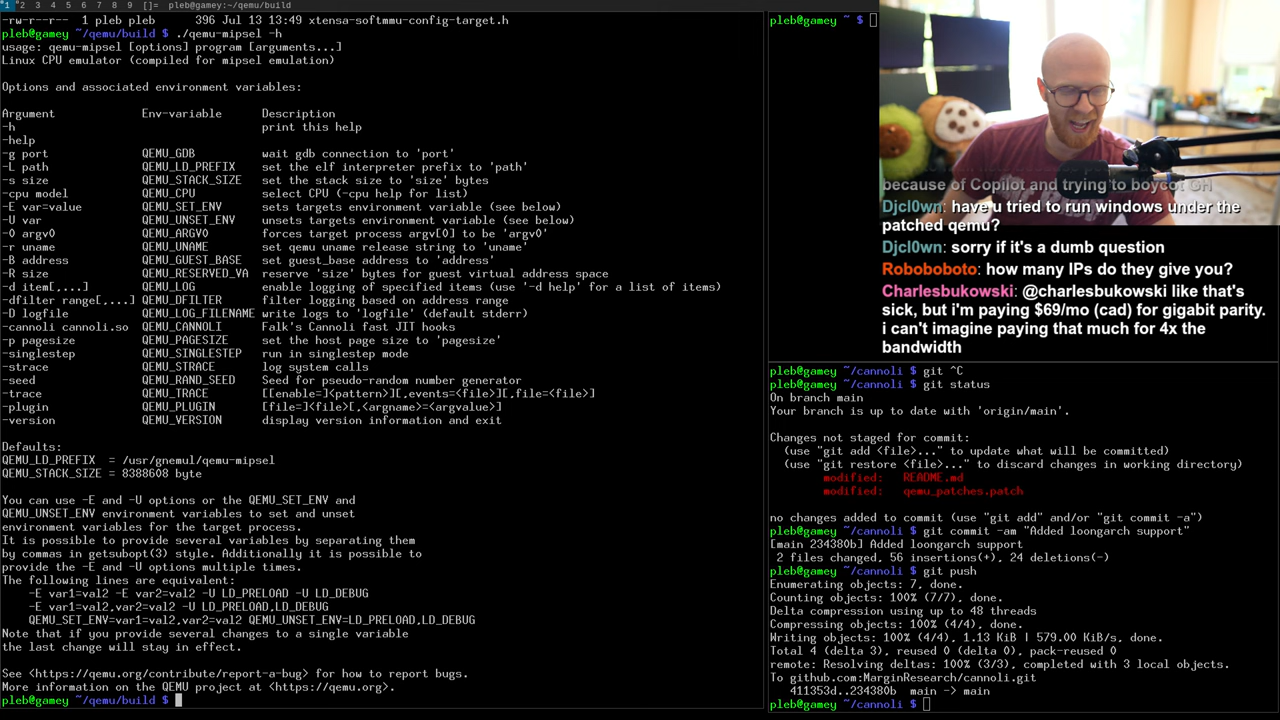 1 2 3 4 5 6 7 8 9 []= pleb@gamey:~/qemu/build
-rw-r--r-- 1 pleb pleb 396 Jul 13 13:49 xtensa-softmmu-config-target.h
pleb@gamey ~/qemu/build $ ./qemu-mipsel -h
usage: qemu-mipsel [options] program [arguments...]
Linux CPU emulator (compiled for mipsel emulation)
Options and associated environment variables:
Argument Env-variable Description
-h print this help
-help
-g port QEMU_GDB wait gdb connection to 'port'
-L path QEMU_LD_PREFIX set the elf interpreter prefix to 'path'
-s size QEMU_STACK_SIZE set the stack size to 'size' bytes
-cpu model QEMU_CPU select CPU (-cpu help for list)
-E var=value QEMU_SET_ENV sets targets environment variable (see below)
-U var QEMU_UNSET_ENV unsets targets environment variable (see below)
-0 argv0 QEMU_ARGV0 forces target process argv[0] to be 'argv0'
-r uname QEMU_UNAME set qemu uname release string to 'uname'
-B address QEMU_GUEST_BASE set guest_base address to 'address'
-R size QEMU_RESERVED_VA reserve 'size' bytes for guest virtual address space
-d item[,...] QEMU_LOG enable logging of specified items (use '-d help' for a list of items)
-dfilter range[,...] QEMU_DFILTER filter logging based on address range
-D logfile QEMU_LOG_FILENAME write logs to 'logfile' (default stderr)
-cannoli cannoli.so QEMU_CANNOLI Falk's Cannoli fast JIT hooks
-p pagesize QEMU_PAGESIZE set the host page size to 'pagesize'
-singlestep QEMU_SINGLESTEP run in singlestep mode
-strace QEMU_STRACE log system calls
-seed QEMU_RAND_SEED Seed for pseudo-random number generator
-trace QEMU_TRACE [[enable=]<pattern>][,events=<file>][,file=<file>]
-plugin QEMU_PLUGIN [file=]<file>[,<argname>=<argvalue>]
-version QEMU_VERSION display version information and exit
Defaults:
QEMU_LD_PREFIX = /usr/gnemul/qemu-mipsel
QEMU_STACK_SIZE = 8388608 byte
You can use -E and -U options or the QEMU_SET_ENV and
QEMU_UNSET_ENV environment variables to set and unset
environment variables for the target process.
It is possible to provide several variables by separating them
by commas in getsubopt(3) style. Additionally it is possible to
provide the -E and -U options multiple times.
The following lines are equivalent:
-E var1=val2 -E var2=val2 -U LD_PRELOAD -U LD_DEBUG
-E var1=val2,var2=val2 -U LD_PRELOAD,LD_DEBUG
QEMU_SET_ENV=var1=val2,var2=val2 QEMU_UNSET_ENV=LD_PRELOAD,LD_DEBUG
Note that if you provide several changes to a single variable
the last change will stay in effect.
See <https://qemu.org/contribute/report-a-bug> for how to report bugs.
More information on the QEMU project at <https://qemu.org>.
pleb@gamey ~/qemu/build $
pleb@gamey ~ $
because of Copilot and trying to boycot GH
Djcl0wn: have u tried to run windows under the
patched qemu?
Djcl0wn: sorry if it's a dumb question
Roboboboto: how many IPs do they give you?
Charlesbukowski: @charlesbukowski like that's
sick, but i'm paying $69/mo (cad) for gigabit parity.
i can't imagine paying that much for 4x the
bandwidth
pleb@gamey ~/cannoli $ git ^C
pleb@gamey ~/cannoli $ git status
On branch main
Your branch is up to date with 'origin/main'.
Changes not staged for commit:
(use "git add <file>..." to update what will be committed)
(use "git restore <file>..." to discard changes in working directory)
modified: README.md
modified: qemu_patches.patch
no changes added to commit (use "git add" and/or "git commit -a")
pleb@gamey ~/cannoli $ git commit -am "Added loongarch support"
[main 234380b] Added loongarch support
2 files changed, 56 insertions(+), 24 deletions(-)
pleb@gamey ~/cannoli $ git push
Enumerating objects: 7, done.
Counting objects: 100% (7/7), done.
Delta compression using up to 48 threads
Compressing objects: 100% (4/4), done.
Writing objects: 100% (4/4), 1.13 KiB | 579.00 KiB/s, done.
Total 4 (delta 3), reused 0 (delta 0), pack-reused 0
remote: Resolving deltas: 100% (3/3), completed with 3 local objects.
To github.com:MarginResearch/cannoli.git
411353d..234380b main -> main
pleb@gamey ~/cannoli $